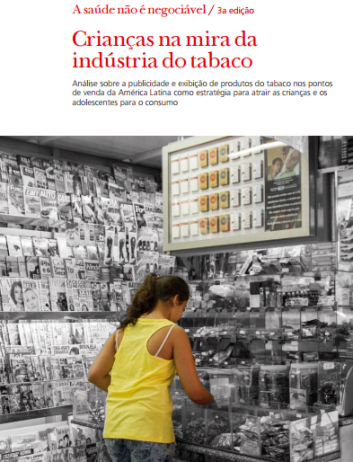 A saúde não é negociável / 3a edição
Crianças na mira da
indústria do tabaco
Análise sobre a publicidade e exibição de produtos do tabaco nos pontos
de venda da América Latina como estratégia para atrair as crianças e os
adolescentes para o consumo